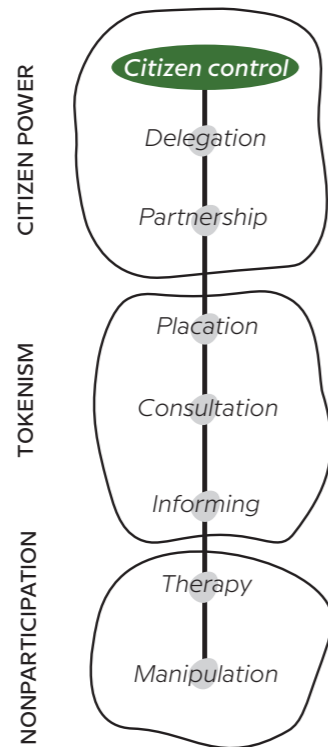 CITIZEN POWER
Citizen control
Delegation
Partnership
TOKENISM
Placation
Consultation
Informing
NONPARTICIPATION
Therapy
Manipulation